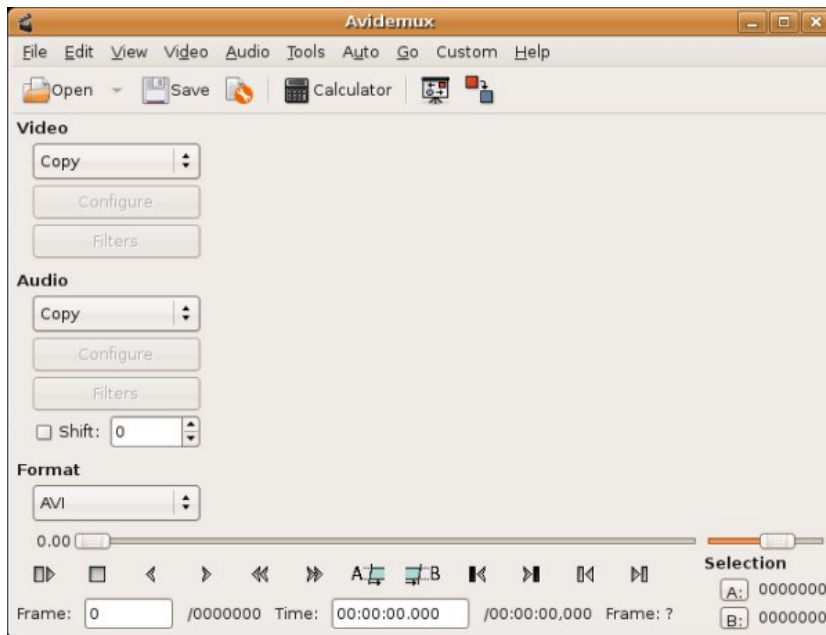 Avidemux
File Edit View Video Audio Tools Auto Go Custom Help
Open Save Calculator
Video
Copy
Configure
Filters
Audio
Copy
Configure
Filters
Shift: 0
Format
AVI
0.00
A B
Selection
A: 0000000
Frame: 0 /0000000 Time: 00:00:00.000 /00:00:00,000 Frame: ?
B: 0000000